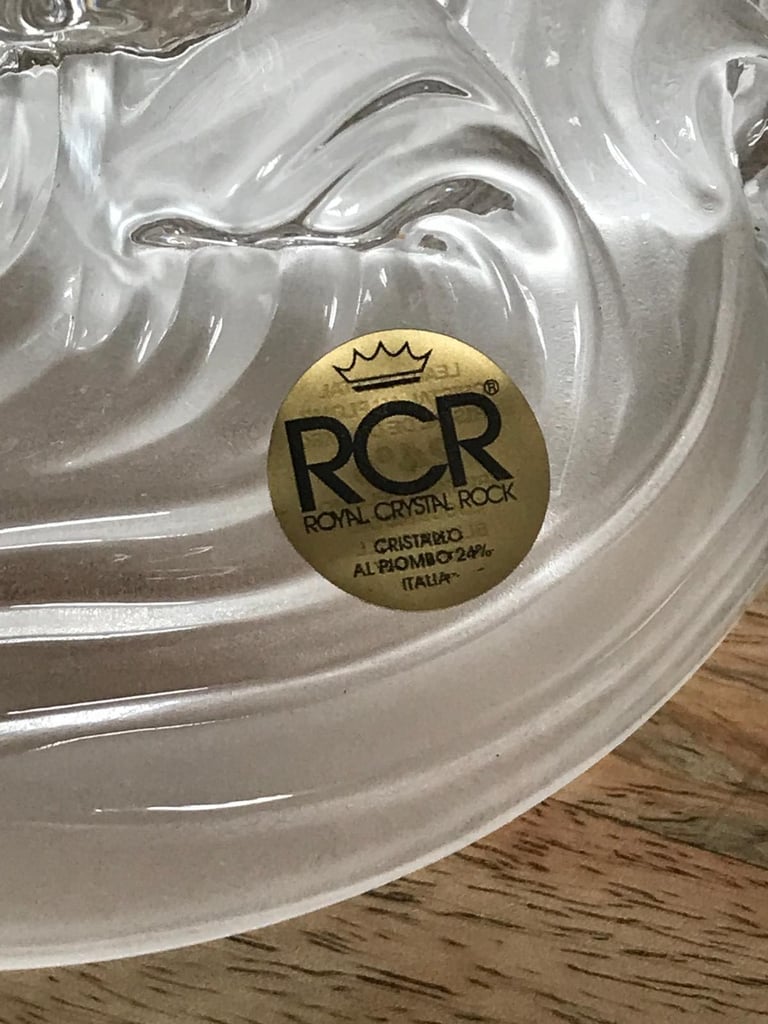 RCR®
ROYAL CRYSTAL ROCK
CRISTALLO
AL PIOMBO 24%
ITALIA